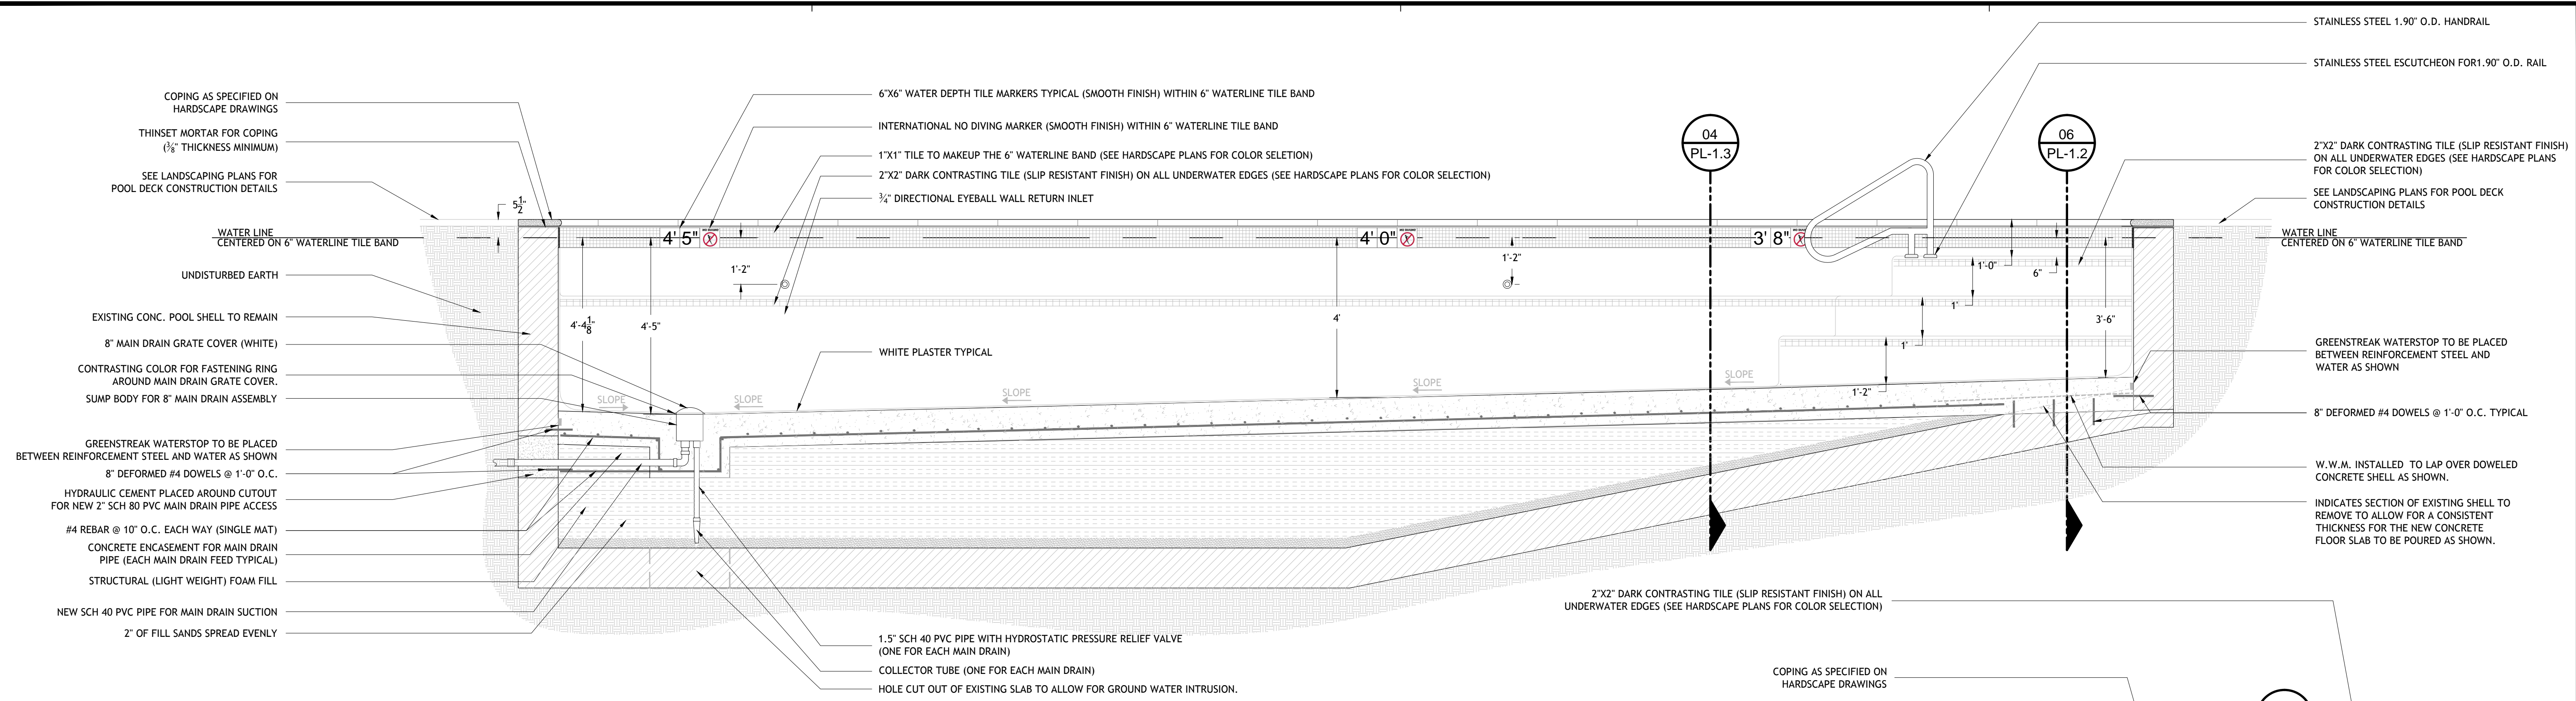 STAINLESS STEEL 1.90" O.D. HANDRAIL
STAINLESS STEEL ESCUTCHEON FOR1.90" O.D. RAIL
COPING AS SPECIFIED ON
HARDSCAPE DRAWINGS
THINSET MORTAR FOR COPING
(⅜" THICKNESS MINIMUM)
SEE LANDSCAPING PLANS FOR
POOL DECK CONSTRUCTION DETAILS
5½"
WATER LINE
CENTERED ON 6" WATERLINE TILE BAND
UNDISTURBED EARTH
EXISTING CONC. POOL SHELL TO REMAIN
8" MAIN DRAIN GRATE COVER (WHITE)
CONTRASTING COLOR FOR FASTENING RING
AROUND MAIN DRAIN GRATE COVER.
SUMP BODY FOR 8" MAIN DRAIN ASSEMBLY
GREENSTREAK WATERSTOP TO BE PLACED
BETWEEN REINFORCEMENT STEEL AND WATER AS SHOWN
8" DEFORMED #4 DOWELS @ 1'-0" O.C.
HYDRAULIC CEMENT PLACED AROUND CUTOUT
FOR NEW 2" SCH 80 PVC MAIN DRAIN PIPE ACCESS
#4 REBAR @ 10" O.C. EACH WAY (SINGLE MAT)
CONCRETE ENCASEMENT FOR MAIN DRAIN
PIPE (EACH MAIN DRAIN FEED TYPICAL)
STRUCTURAL (LIGHT WEIGHT) FOAM FILL
NEW SCH 40 PVC PIPE FOR MAIN DRAIN SUCTION
2" OF FILL SANDS SPREAD EVENLY
6"X6" WATER DEPTH TILE MARKERS TYPICAL (SMOOTH FINISH) WITHIN 6" WATERLINE TILE BAND
INTERNATIONAL NO DIVING MARKER (SMOOTH FINISH) WITHIN 6" WATERLINE TILE BAND
1"X1" TILE TO MAKEUP THE 6" WATERLINE BAND (SEE HARDSCAPE PLANS FOR COLOR SELETION)
2"X2" DARK CONTRASTING TILE (SLIP RESISTANT FINISH) ON ALL UNDERWATER EDGES (SEE HARDSCAPE PLANS FOR COLOR SELECTION)
¾" DIRECTIONAL EYEBALL WALL RETURN INLET
4' 5"
4' 0"
3' 8"
1'-2"
1'-2"
4'-4⅛"
4'-5"
4'
1'-0"
6"
1'
1'
1'-2"
3'-6"
WHITE PLASTER TYPICAL
SLOPE
SLOPE
SLOPE
SLOPE
SLOPE
04
PL-1.3
06
PL-1.2
1.5" SCH 40 PVC PIPE WITH HYDROSTATIC PRESSURE RELIEF VALVE
(ONE FOR EACH MAIN DRAIN)
COLLECTOR TUBE (ONE FOR EACH MAIN DRAIN)
HOLE CUT OUT OF EXISTING SLAB TO ALLOW FOR GROUND WATER INTRUSION.
2"X2" DARK CONTRASTING TILE (SLIP RESISTANT FINISH)
ON ALL UNDERWATER EDGES (SEE HARDSCAPE PLANS
FOR COLOR SELECTION)
SEE LANDSCAPING PLANS FOR POOL DECK
CONSTRUCTION DETAILS
WATER LINE
CENTERED ON 6" WATERLINE TILE BAND
GREENSTREAK WATERSTOP TO BE PLACED
BETWEEN REINFORCEMENT STEEL AND
WATER AS SHOWN
8" DEFORMED #4 DOWELS @ 1'-0" O.C. TYPICAL
W.W.M. INSTALLED TO LAP OVER DOWELED
CONCRETE SHELL AS SHOWN.
INDICATES SECTION OF EXISTING SHELL TO
REMOVE TO ALLOW FOR A CONSISTENT
THICKNESS FOR THE NEW CONCRETE
FLOOR SLAB TO BE POURED AS SHOWN.
2"X2" DARK CONTRASTING TILE (SLIP RESISTANT FINISH) ON ALL
UNDERWATER EDGES (SEE HARDSCAPE PLANS FOR COLOR SELECTION)
COPING AS SPECIFIED ON
HARDSCAPE DRAWINGS